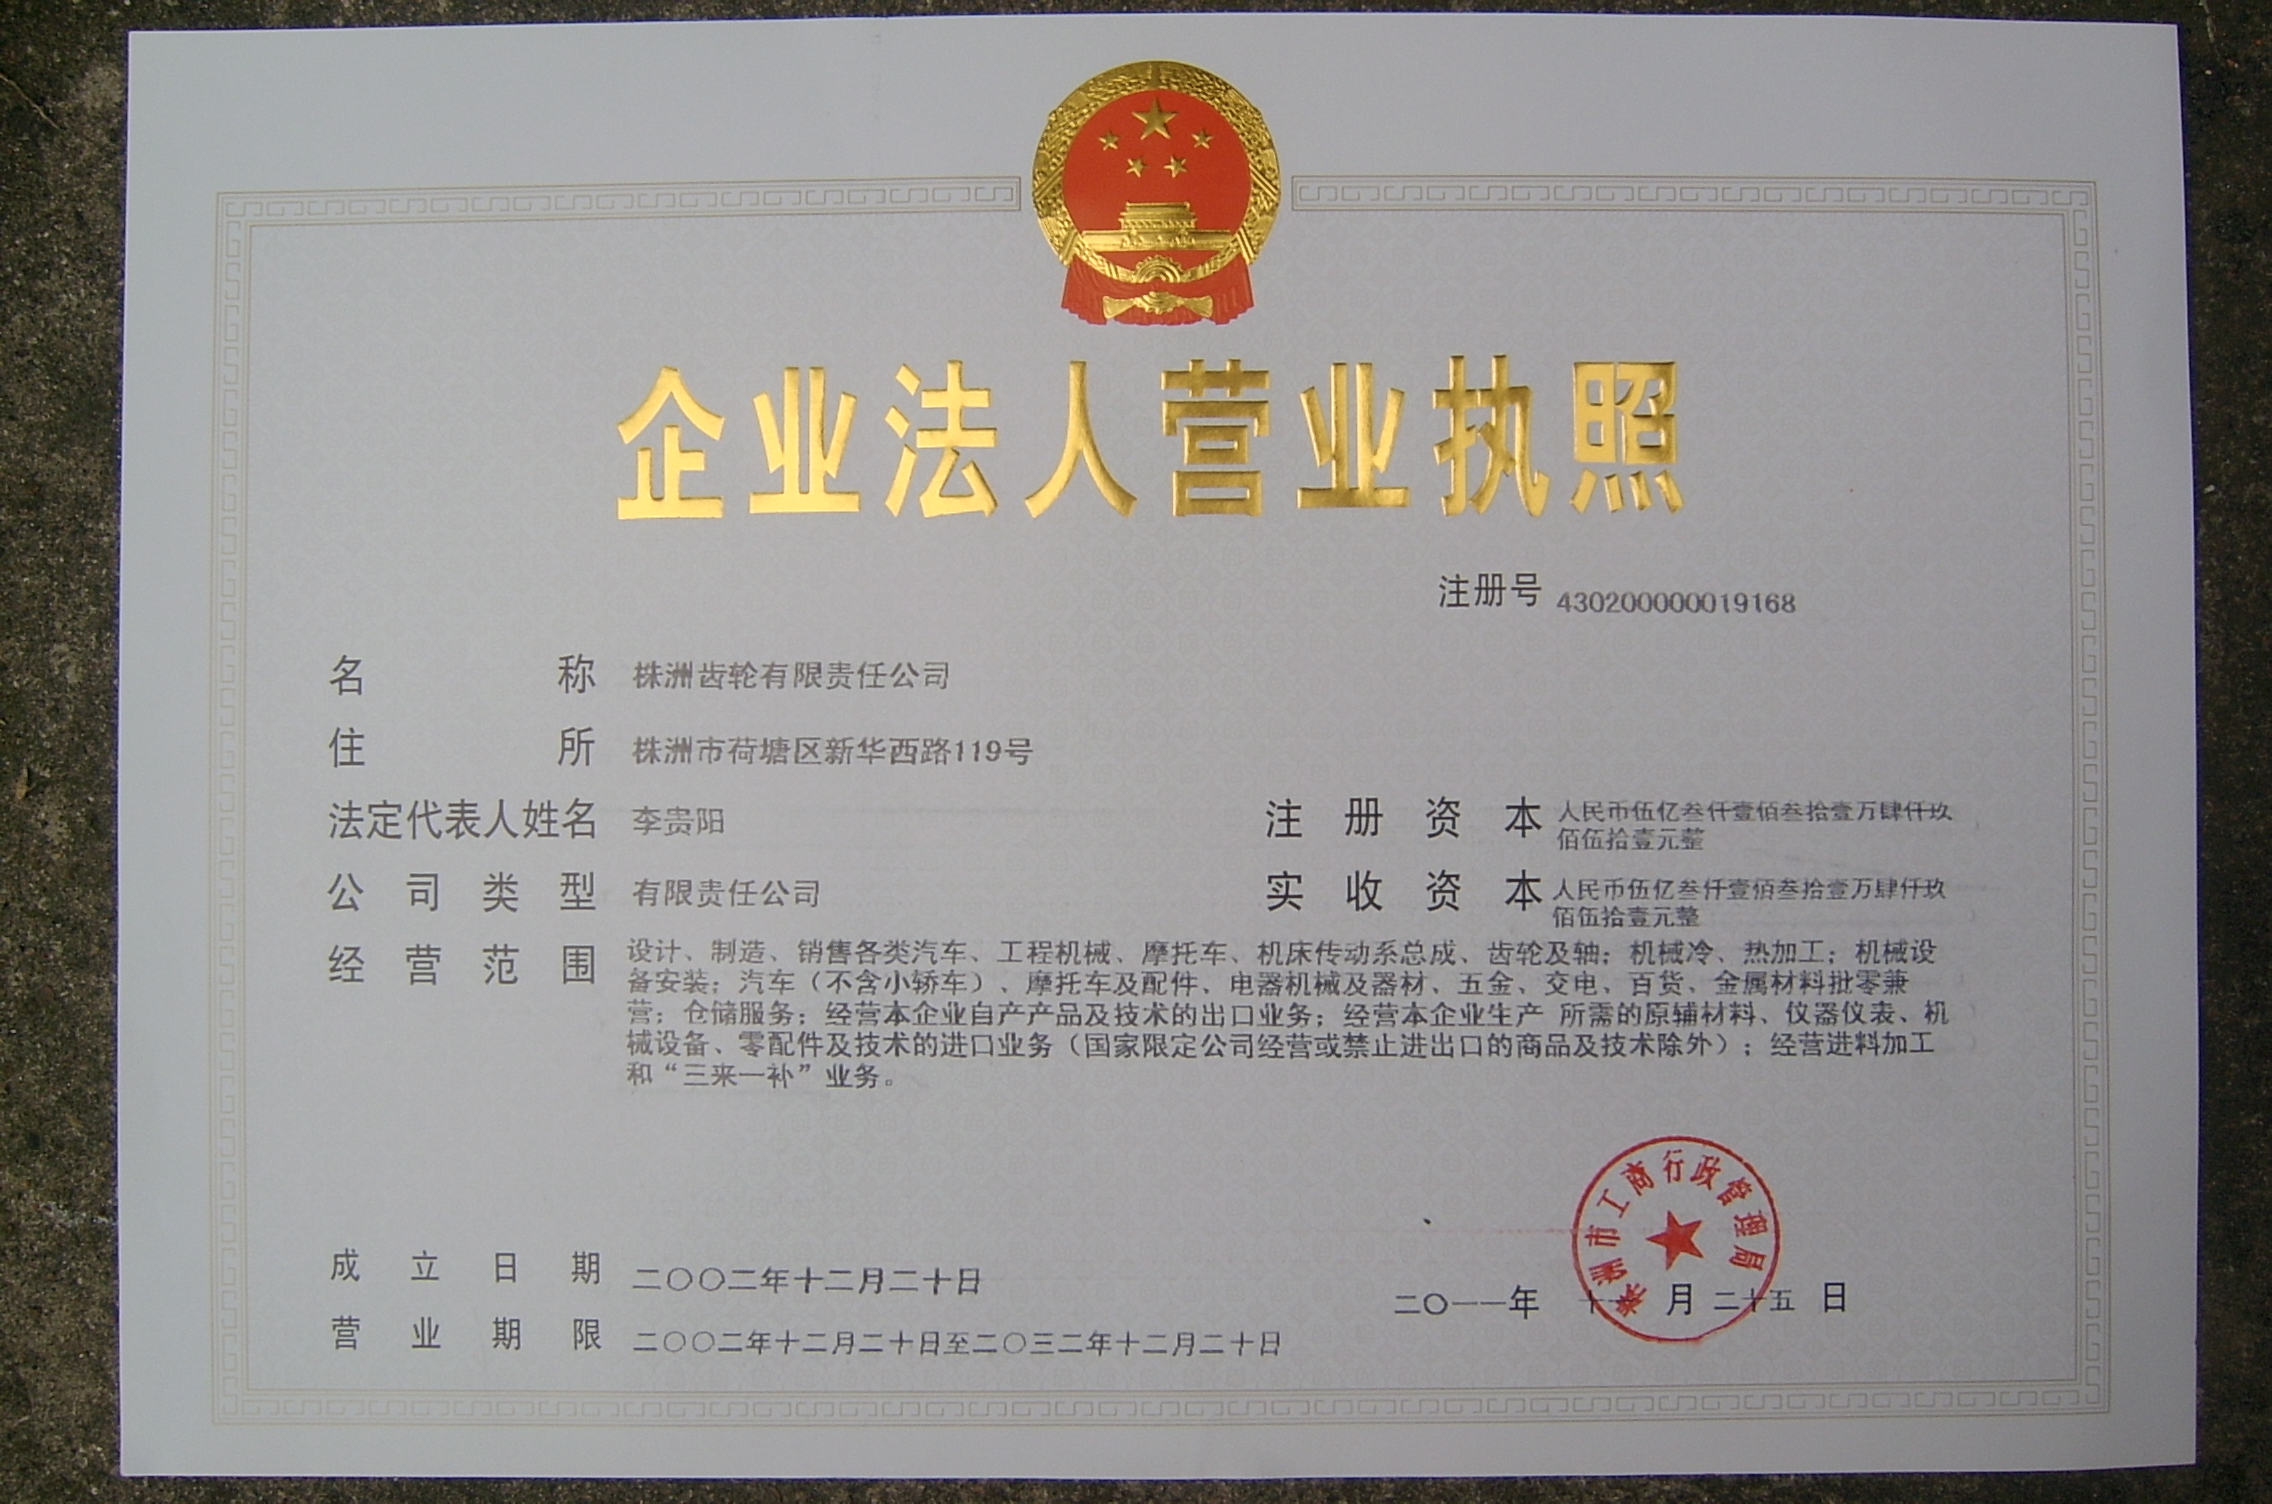 企业法人营业执照
注册号 430200000019168
名称 株洲齿轮有限责任公司
住所 株洲市荷塘区新华西路119号
法定代表人姓名 李贵阳
注册资本 人民币伍亿叁仟壹佰叁拾壹万肆仟玖
佰伍拾壹元整
公司类型 有限责任公司
实收资本 人民币伍亿叁仟壹佰叁拾壹万肆仟玖
佰伍拾壹元整
经营范围 设计、制造、销售各类汽车、工程机械、摩托车、机床传动系总成、齿轮及轴；机械冷、热加工；机械设
备安装；汽车（不含小轿车）、摩托车及配件、电器机械及器材、五金、交电、百货、金属材料批零兼
营；仓储服务；经营本企业自产产品及技术的出口业务；经营本企业生产 所需的原辅材料、仪器仪表、机
械设备、零配件及技术的进口业务（国家限定公司经营或禁止进出口的商品及技术除外）；经营进料加工
和“三来一补”业务。
株洲市工商行政管理局
成立日期 二〇〇二年十二月二十日
二〇一一年 月二十五日
营业期限 二〇〇二年十二月二十日至二〇三二年十二月二十日